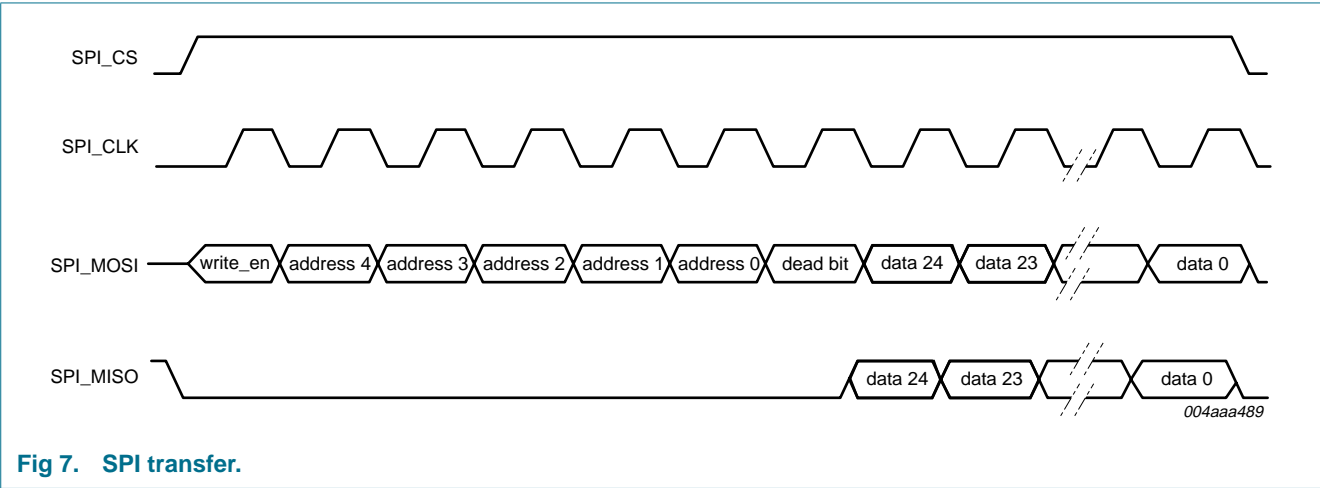 SPI_CS
SPI_CLK
SPI_MOSI write_en address 4 address 3 address 2 address 1 address 0 dead bit data 24 data 23 data 0
SPI_MISO data 24 data 23 data 0
004aaa489
Fig 7. SPI transfer.